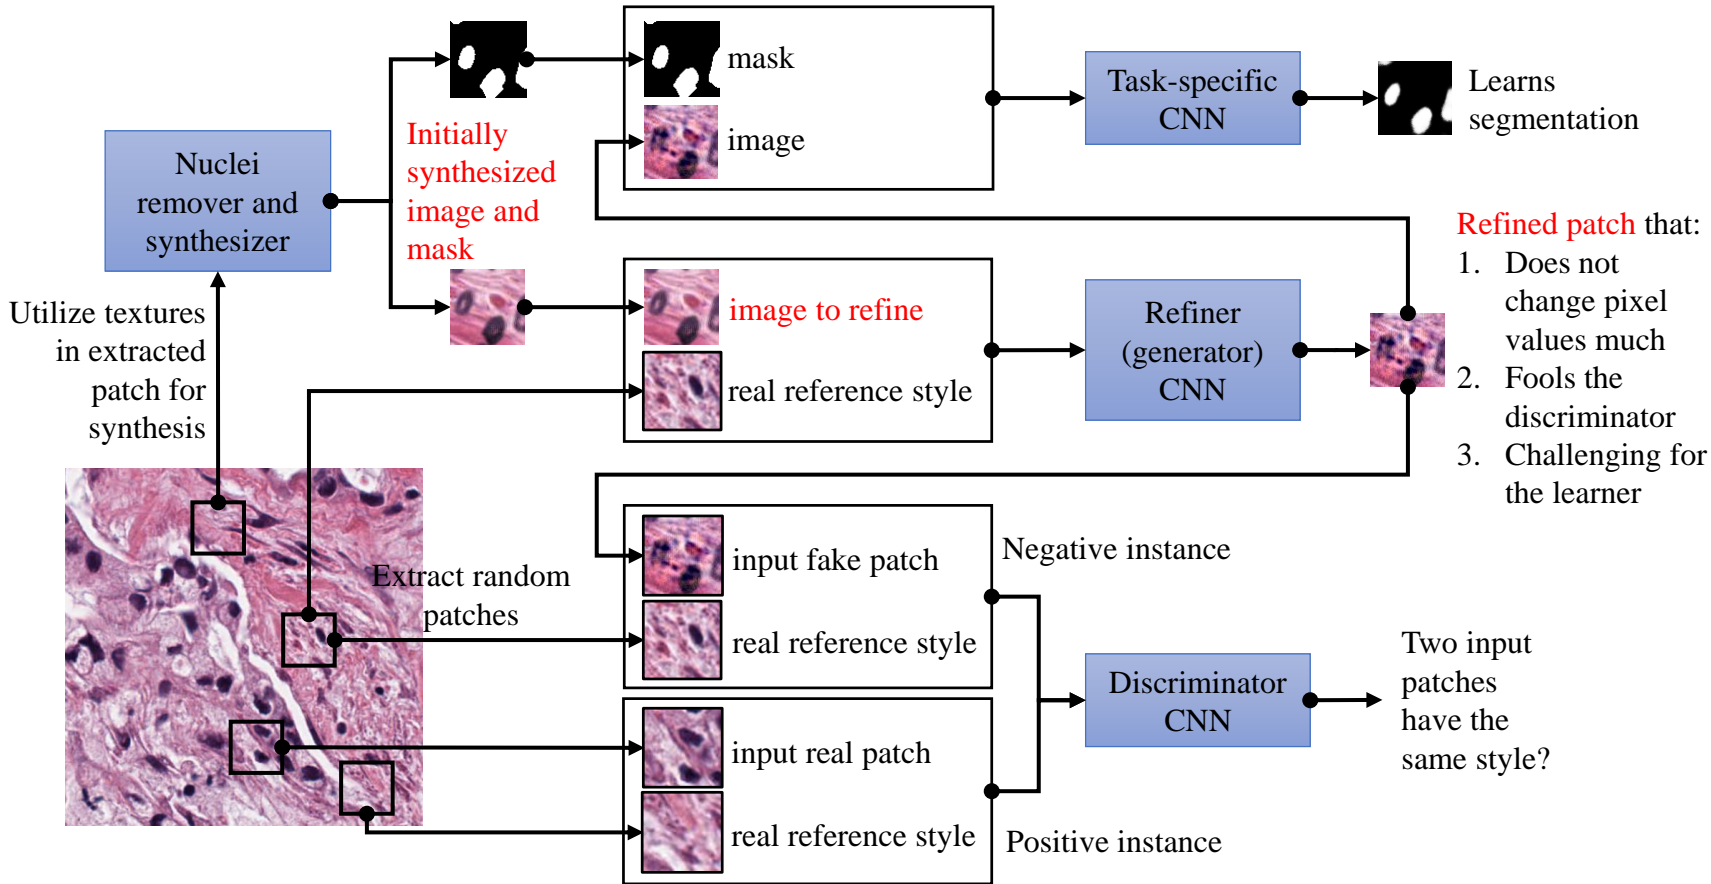 mask
image
Task-specific
CNN
Learns
segmentation
Nuclei
remover and
synthesizer
Initially
synthesized
image and
mask
Utilize textures
in extracted
patch for
synthesis
image to refine
real reference style
Refiner
(generator)
CNN
Refined patch that:
1. Does not
change pixel
values much
2. Fools the
discriminator
3. Challenging for
the learner
Extract random
patches
input fake patch
real reference style
Negative instance
input real patch
real reference style
Positive instance
Discriminator
CNN
Two input
patches
have the
same style?